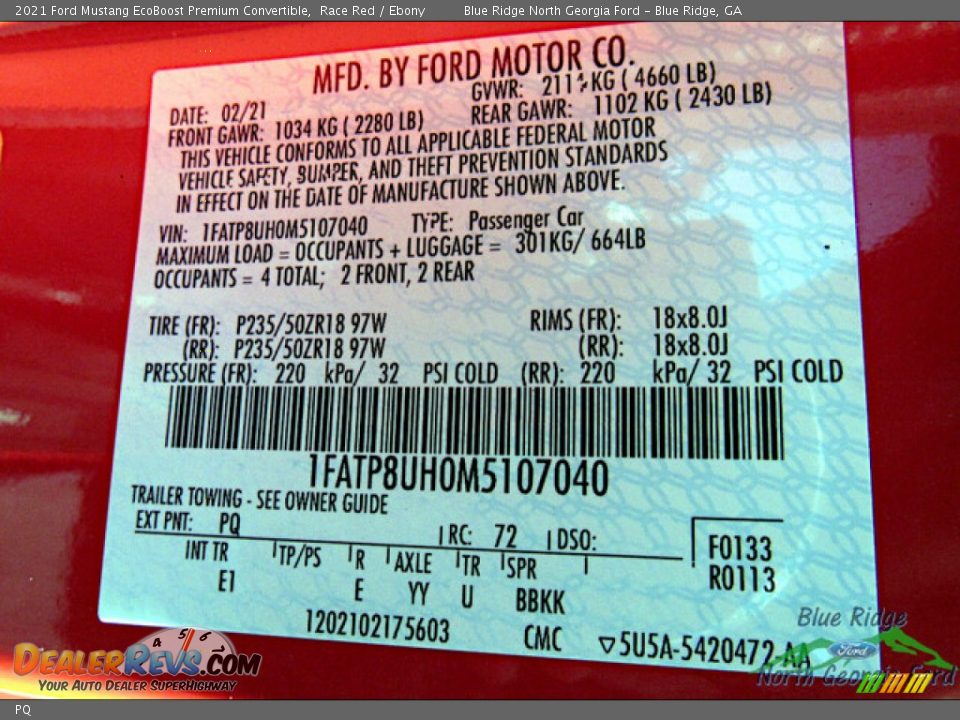 2021 Ford Mustang EcoBoost Premium Convertible, Race Red / Ebony Blue Ridge North Georgia Ford – Blue Ridge, GA
MFD. BY FORD MOTOR CO.
DATE: 02/21 GVWR: 2114 KG ( 4660 LB)
FRONT GAWR: 1034 KG ( 2280 LB) REAR GAWR: 1102 KG ( 2430 LB)
THIS VEHICLE CONFORMS TO ALL APPLICABLE FEDERAL MOTOR
VEHICLE SAFETY, BUMPER, AND THEFT PREVENTION STANDARDS
IN EFFECT ON THE DATE OF MANUFACTURE SHOWN ABOVE.
VIN: 1FATP8UH0M5107040 TYPE: Passenger Car
MAXIMUM LOAD = OCCUPANTS + LUGGAGE = 301KG/ 664LB
OCCUPANTS = 4 TOTAL; 2 FRONT, 2 REAR
TIRE (FR): P235/50ZR18 97W RIMS (FR): 18x8.0J
(RR): P235/50ZR18 97W (RR): 18x8.0J
PRESSURE (FR): 220 kPa/ 32 PSI COLD (RR): 220 kPa/ 32 PSI COLD
1FATP8UH0M5107040
TRAILER TOWING - SEE OWNER GUIDE
EXT PNT: PQ RC: 72 DSO:
INT TR TP/PS R AXLE TR SPR F0133
E1 E YY U BBKK R0113
1202102175603 CMC ▽5U5A-5420472-AA
Blue Ridge
Ford
North Georgia Ford
4 5 6
DEALERREVS.COM
YOUR AUTO DEALER SUPERHIGHWAY
PQ